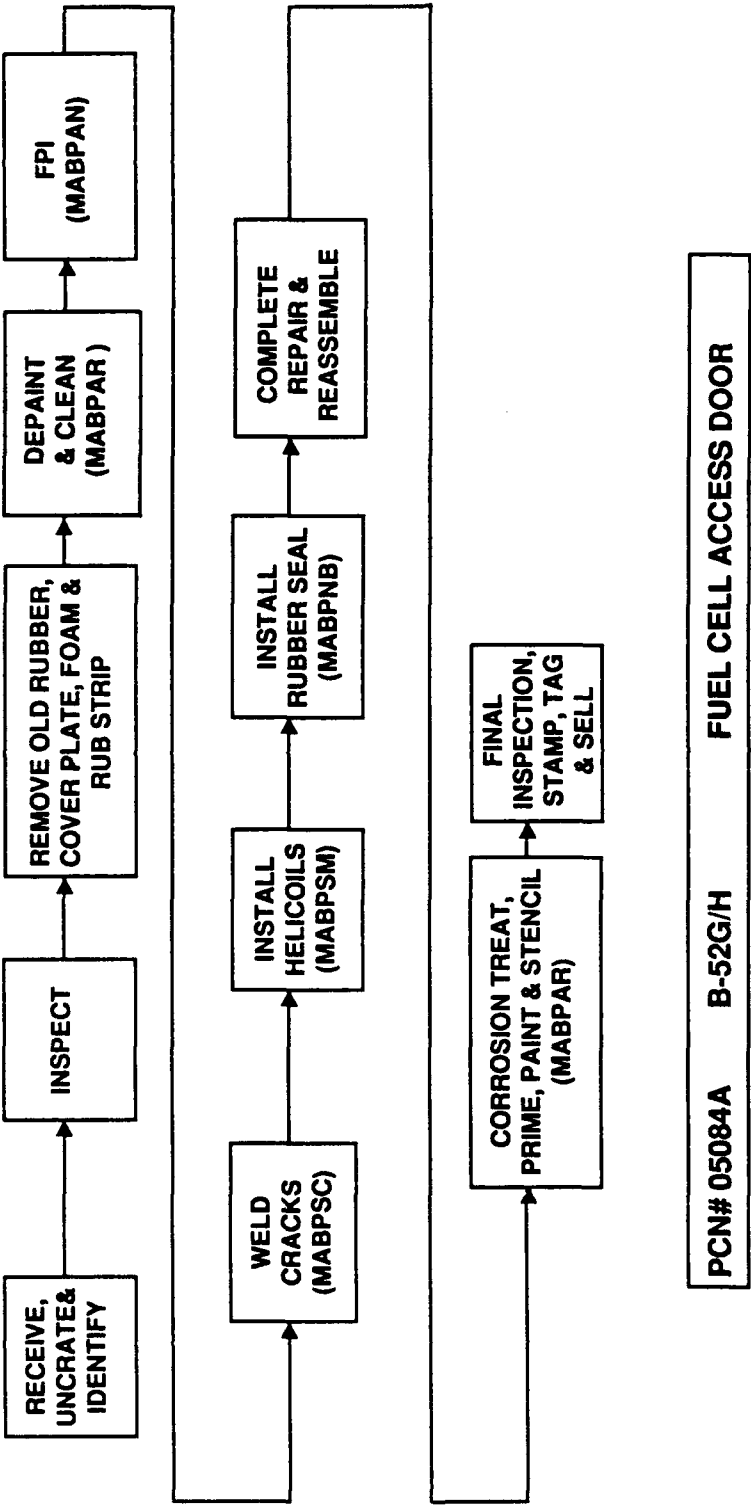 RECEIVE,
UNCRATE&
IDENTIFY
INSPECT
REMOVE OLD RUBBER,
COVER PLATE, FOAM &
RUB STRIP
DEPAINT
& CLEAN
(MABPAR )
FPI
(MABPAN)
WELD
CRACKS
(MABPSC)
INSTALL
HELICOILS
(MABPSM)
INSTALL
RUBBER SEAL
(MABPNB)
COMPLETE
REPAIR &
REASSEMBLE
CORROSION TREAT,
PRIME, PAINT & STENCIL
(MABPAR)
FINAL
INSPECTION,
STAMP, TAG
& SELL
PCN# 05084A B-52G/H FUEL CELL ACCESS DOOR